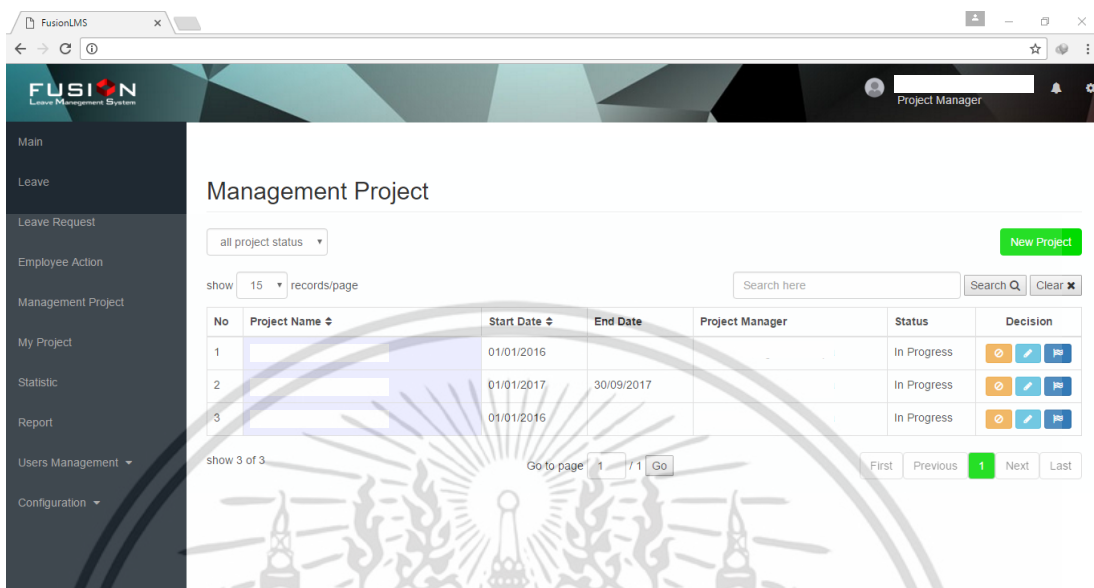 FusionLMS
FUSION
Leave Manegement System
Project Manager
Main
Leave
Leave Request
Employee Action
Management Project
My Project
Statistic
Report
Users Management
Configuration
Management Project
all project status
New Project
show 15 records/page
Search here
Search
Clear
No Project Name Start Date End Date Project Manager Status Decision
1 01/01/2016 In Progress
2 01/01/2017 30/09/2017 In Progress
3 01/01/2016 In Progress
show 3 of 3
Go to page 1 / 1 Go
First Previous 1 Next Last